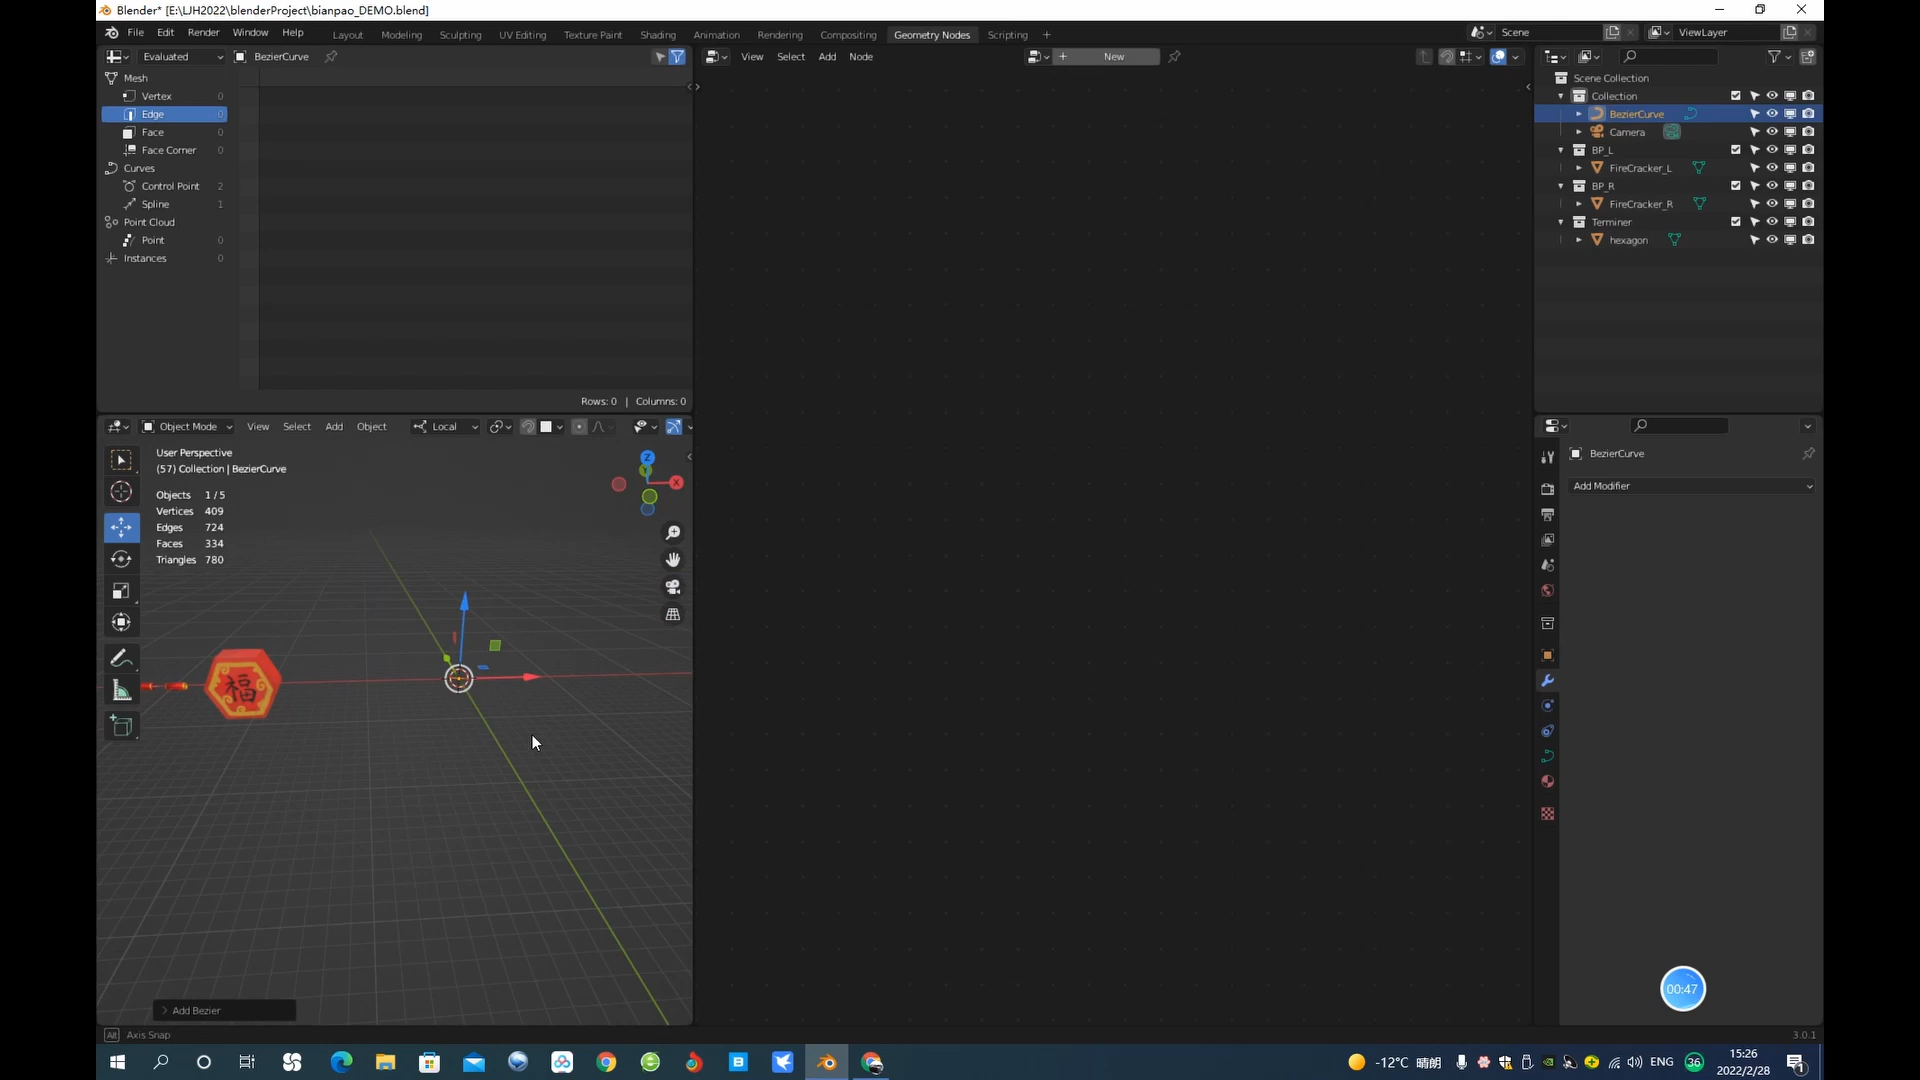 Blender* [E:\LJH2022\blenderProject\bianpao_DEMO.blend]
File Edit Render Window Help Layout Modeling Sculpting UV Editing Texture Paint Shading Animation Rendering Compositing Geometry Nodes Scripting + Scene ViewLayer
Evaluated BezierCurve View Select Add Node + New
Mesh
Vertex 0
Edge 0
Face 0
Face Corner 0
Curves
Control Point 2
Spline 1
Point Cloud
Point 0
Instances 0
Rows: 0 | Columns: 0
Scene Collection
Collection
BezierCurve
Camera
BP_L
FireCracker_L
BP_R
FireCracker_R
Terminer
hexagon
Object Mode View Select Add Object Local
User Perspective
(57) Collection | BezierCurve
Objects 1/5
Vertices 409
Edges 724
Faces 334
Triangles 780
Z
Y
X
福
> Add Bezier
BezierCurve
Add Modifier
00:47
Alt Axis Snap
3.0.1
-12°C 晴朗 ENG 36
15:26
2022/2/28
1